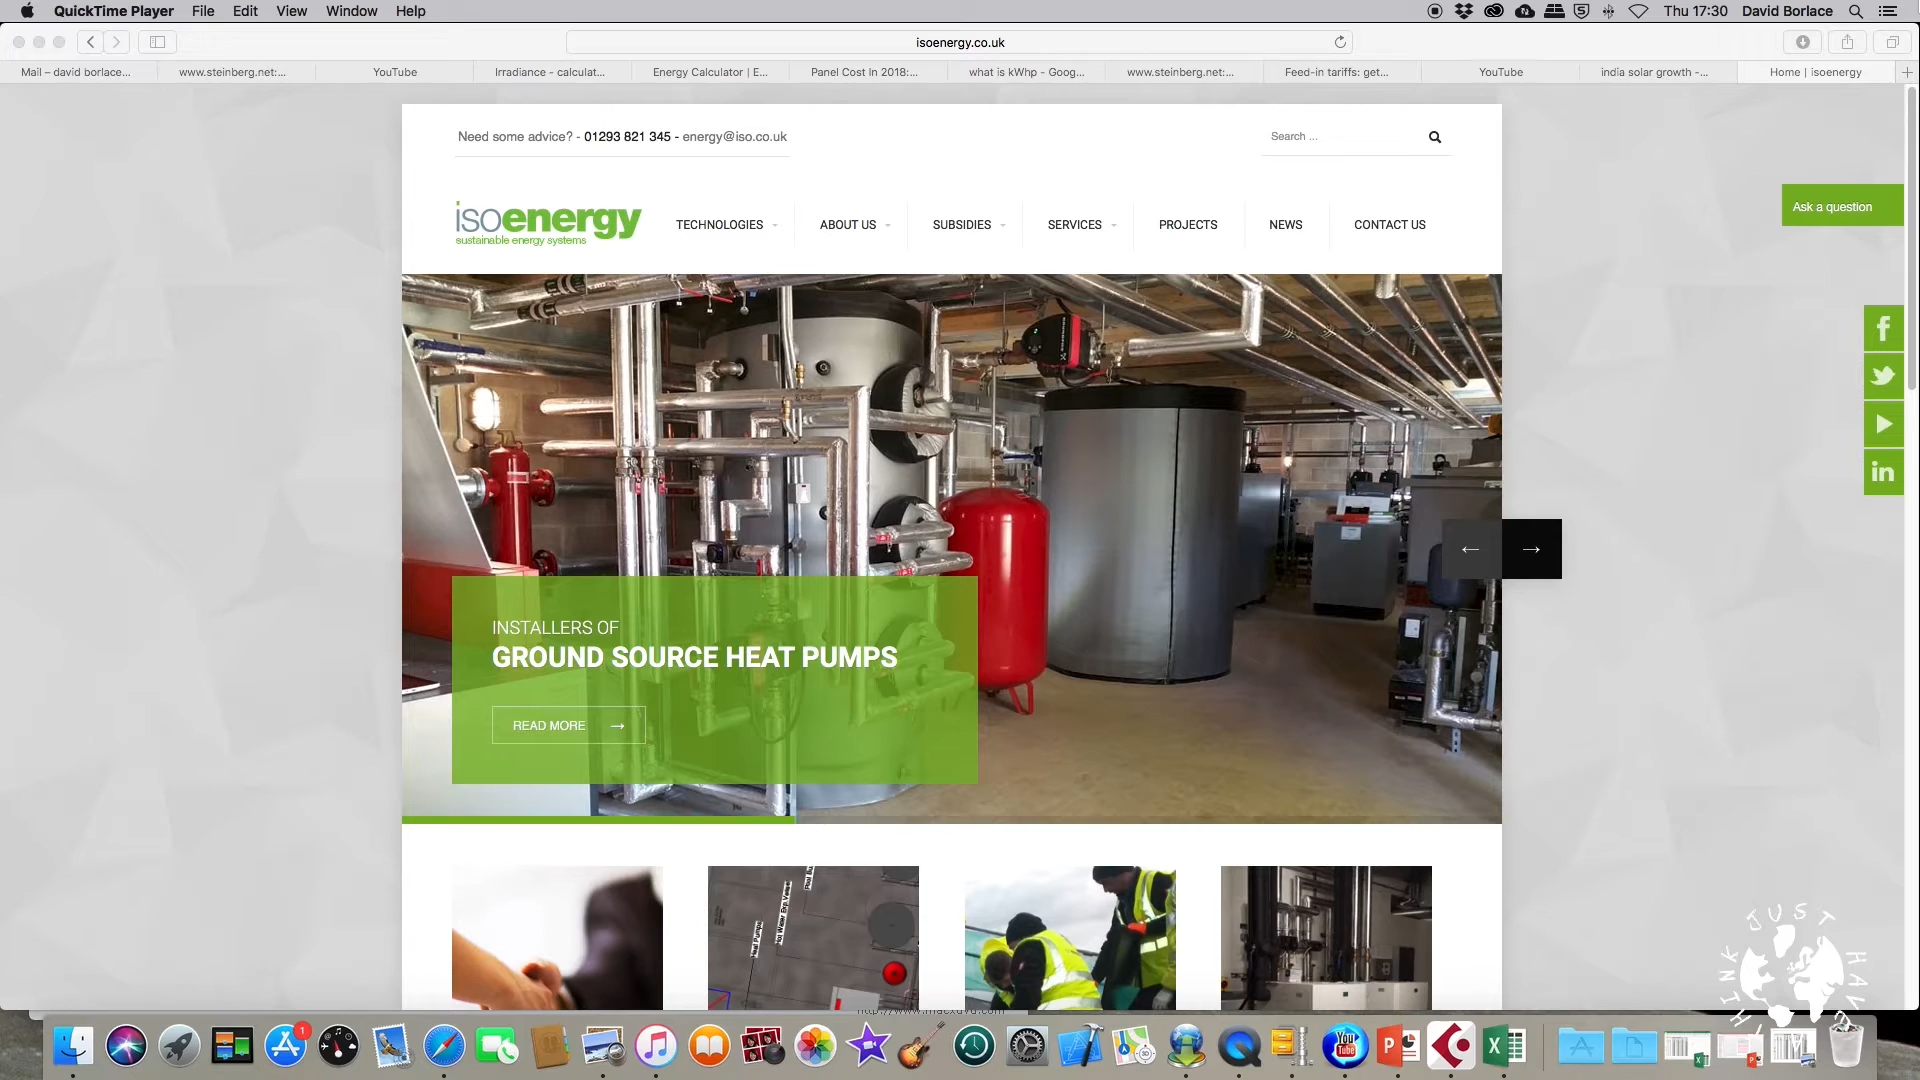 QuickTime Player File Edit View Window Help Thu 17:30 David Borlace
isoenergy.co.uk
Mail – david borlace... www.steinberg.net:... YouTube Irradiance - calculat... Energy Calculator | E... Panel Cost In 2018:... what is kWhp - Goog... www.steinberg.net:... Feed-in tariffs: get... YouTube india solar growth -... Home | isoenergy
Need some advice? - 01293 821 345 - energy@iso.co.uk
Search ...
Ask a question
isoenergy
sustainable energy systems
TECHNOLOGIES ABOUT US SUBSIDIES SERVICES PROJECTS NEWS CONTACT US
INSTALLERS OF
GROUND SOURCE HEAT PUMPS
READ MORE →
JUST HAVE
THINK